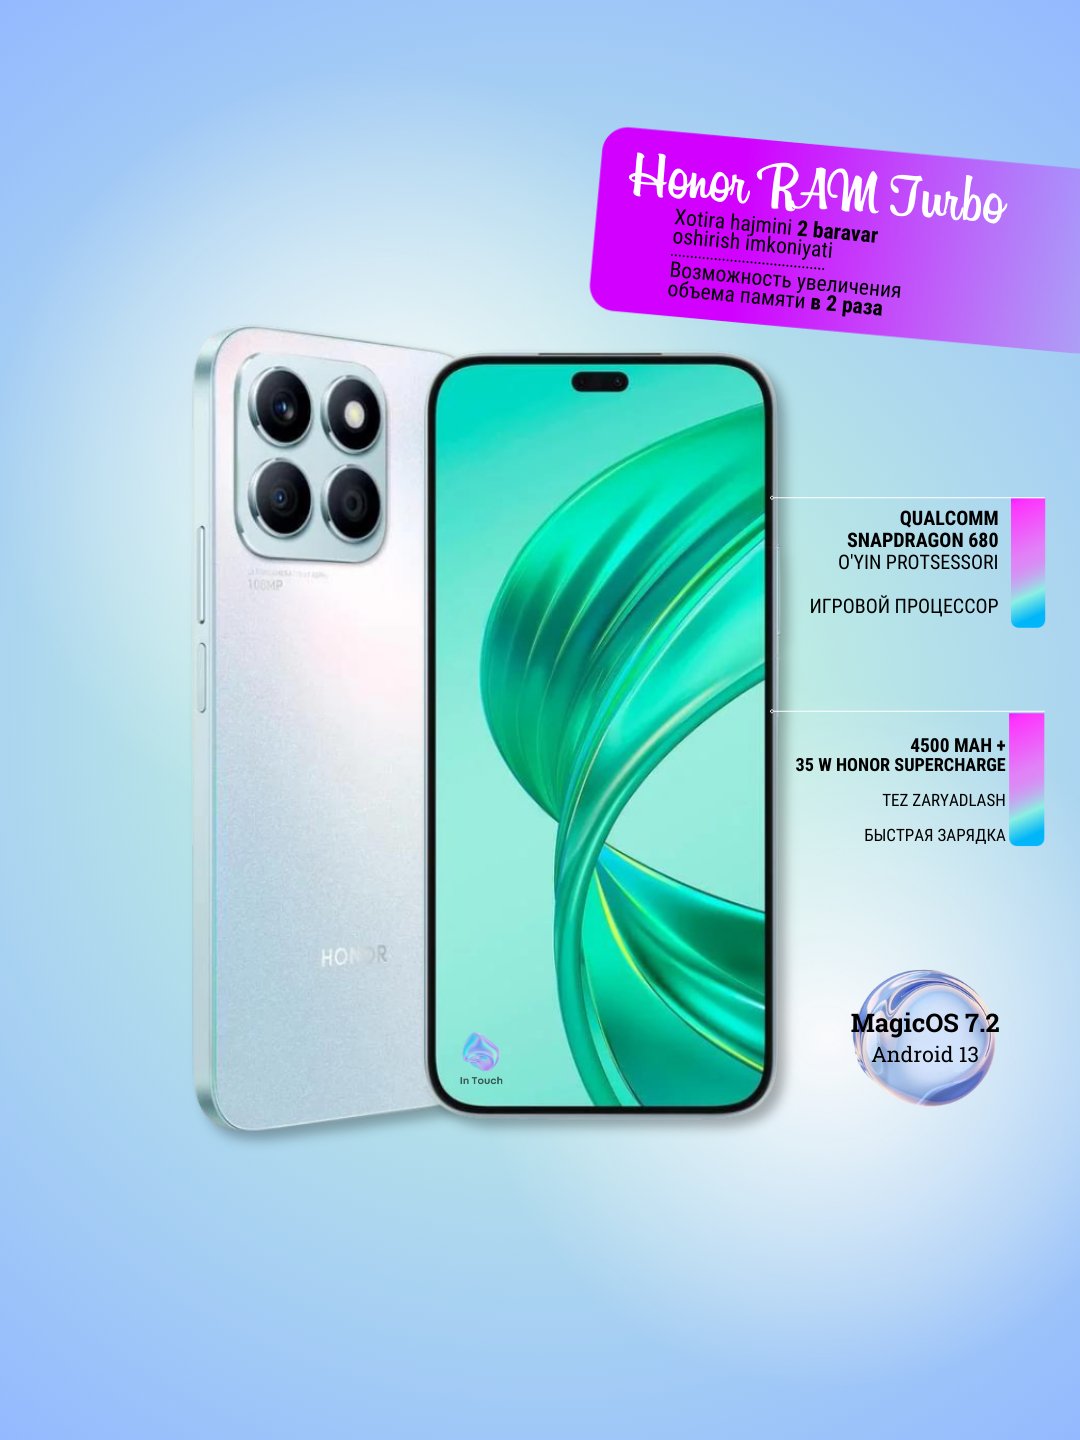 Honor RAM Turbo
Xotira hajmini 2 baravar
oshirish imkoniyati
Возможность увеличения
объема памяти в 2 раза
QUALCOMM
SNAPDRAGON 680
O'YIN PROTSESSORI
ИГРОВОЙ ПРОЦЕССОР
108MP
4500 MAH +
35 W HONOR SUPERCHARGE
TEZ ZARYADLASH
БЫСТРАЯ ЗАРЯДКА
HONOR
MagicOS 7.2
Android 13
In Touch